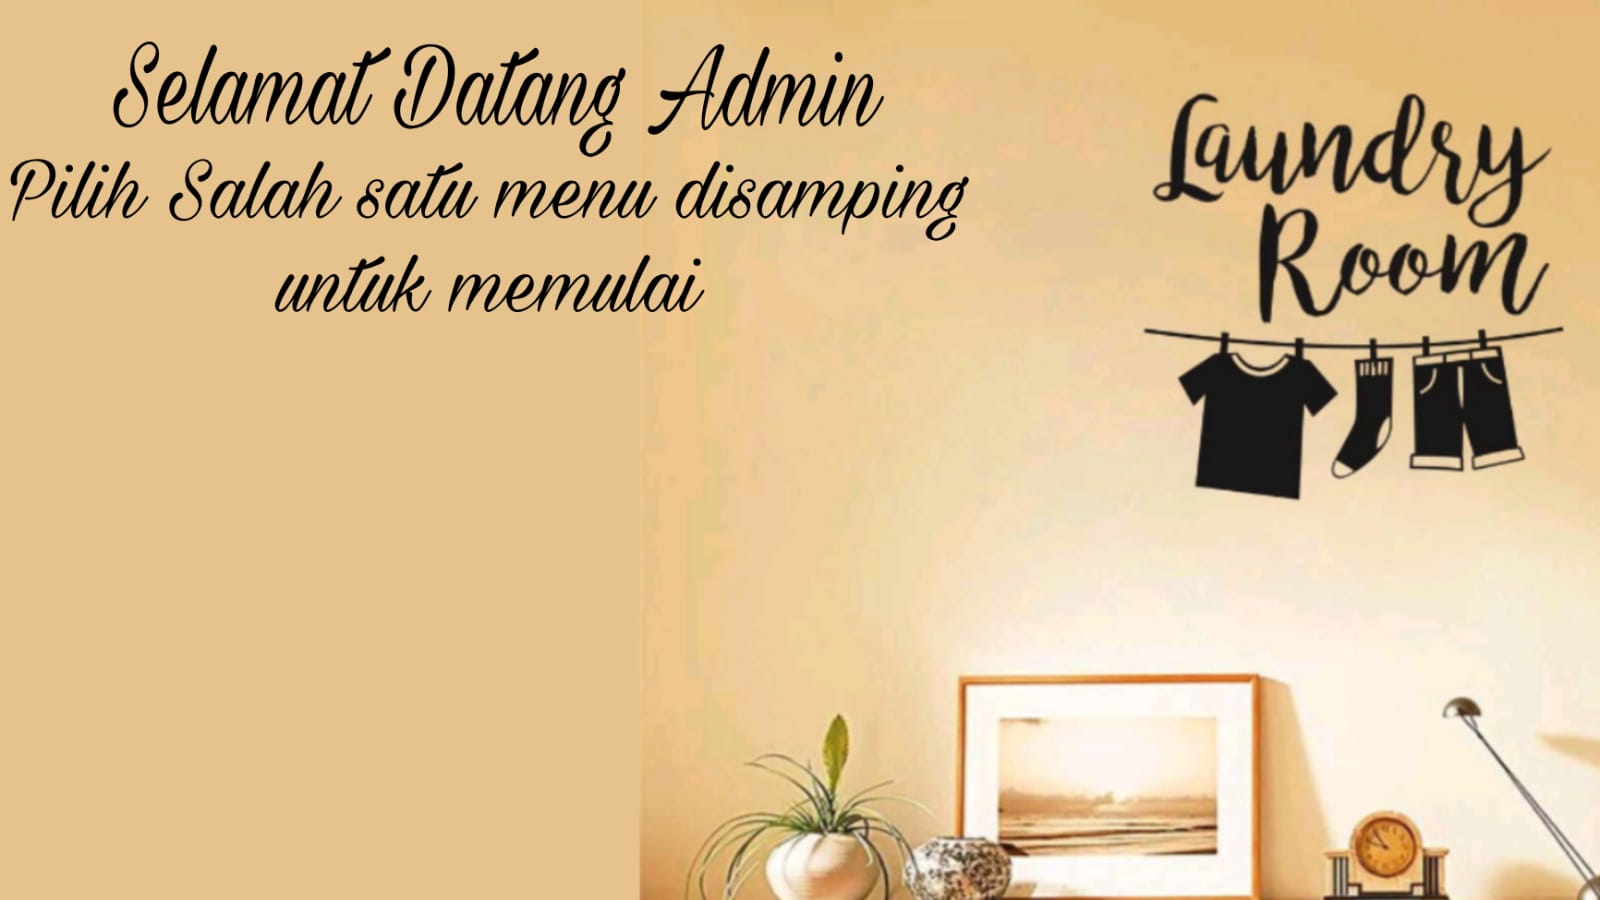 Selamat Datang Admin
Pilih Salah satu menu disamping
untuk memulai
Laundry
Room